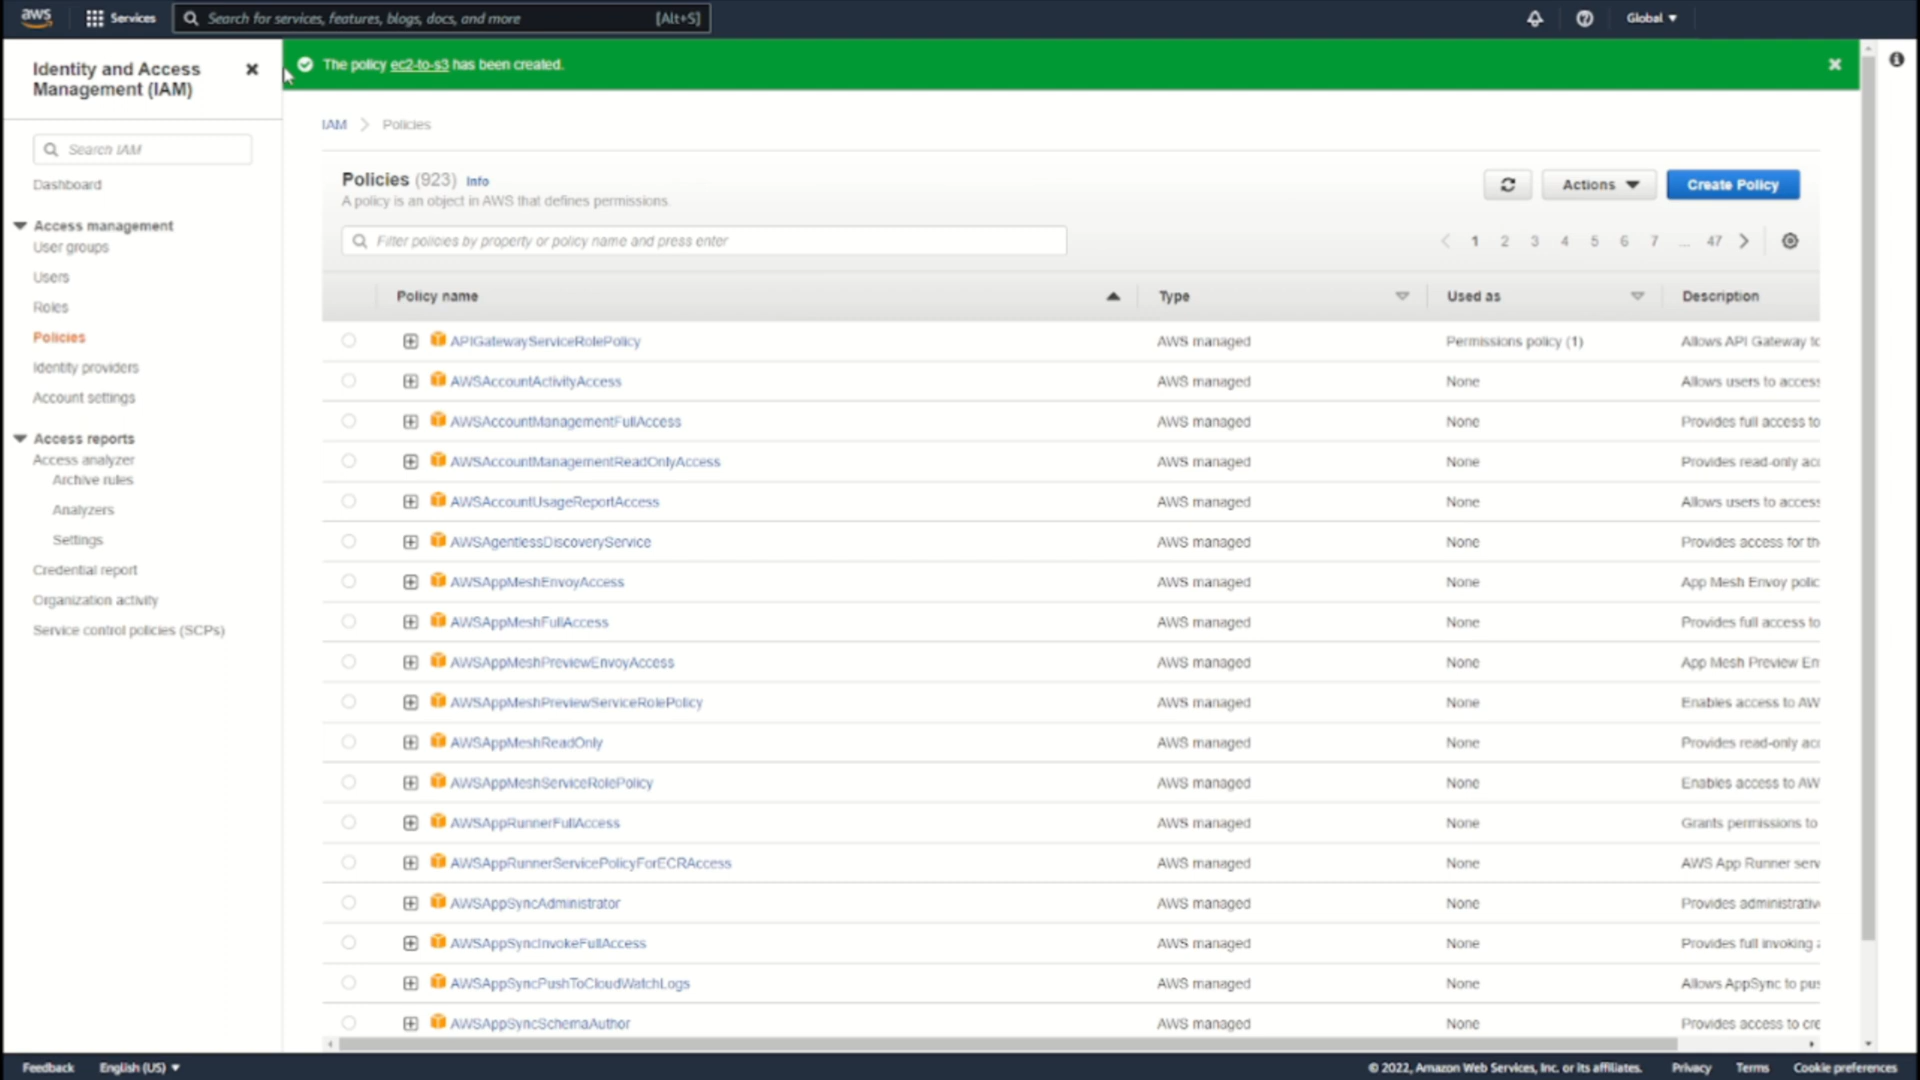 aws
Services
Search for services, features, blogs, docs, and more
[Alt+S]
Global
Identity and Access
Management (IAM)
Search IAM
Dashboard
Access management
User groups
Users
Roles
Policies
Identity providers
Account settings
Access reports
Access analyzer
Archive rules
Analyzers
Settings
Credential report
Organization activity
Service control policies (SCPs)
The policy ec2-to-s3 has been created.
IAM > Policies
Policies (923) Info
A policy is an object in AWS that defines permissions.
Actions
Create Policy
Filter policies by property or policy name and press enter
1 2 3 4 5 6 7 ... 47
Policy name Type Used as Description
APIGatewayServiceRolePolicy AWS managed Permissions policy (1) Allows API Gateway to
AWSAccountActivityAccess AWS managed None Allows users to access
AWSAccountManagementFullAccess AWS managed None Provides full access to
AWSAccountManagementReadOnlyAccess AWS managed None Provides read-only acc
AWSAccountUsageReportAccess AWS managed None Allows users to access
AWSAgentlessDiscoveryService AWS managed None Provides access for th
AWSAppMeshEnvoyAccess AWS managed None App Mesh Envoy polic
AWSAppMeshFullAccess AWS managed None Provides full access to
AWSAppMeshPreviewEnvoyAccess AWS managed None App Mesh Preview En
AWSAppMeshPreviewServiceRolePolicy AWS managed None Enables access to AW
AWSAppMeshReadOnly AWS managed None Provides read-only acc
AWSAppMeshServiceRolePolicy AWS managed None Enables access to AW
AWSAppRunnerFullAccess AWS managed None Grants permissions to
AWSAppRunnerServicePolicyForECRAccess AWS managed None AWS App Runner serv
AWSAppSyncAdministrator AWS managed None Provides administrativ
AWSAppSyncInvokeFullAccess AWS managed None Provides full invoking a
AWSAppSyncPushToCloudWatchLogs AWS managed None Allows AppSync to pus
AWSAppSyncSchemaAuthor AWS managed None Provides access to cre
Feedback English (US)
© 2022, Amazon Web Services, Inc. or its affiliates. Privacy Terms Cookie preferences